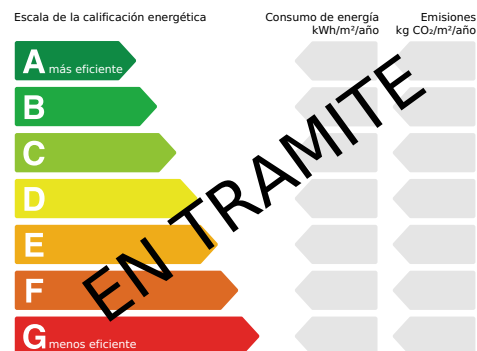 Escala de la calificación energética
Consumo de energía
kWh/m²/año
Emisiones
kg CO₂/m²/año
A más eficiente
B
C
D
E
F
G menos eficiente
EN TRAMITE